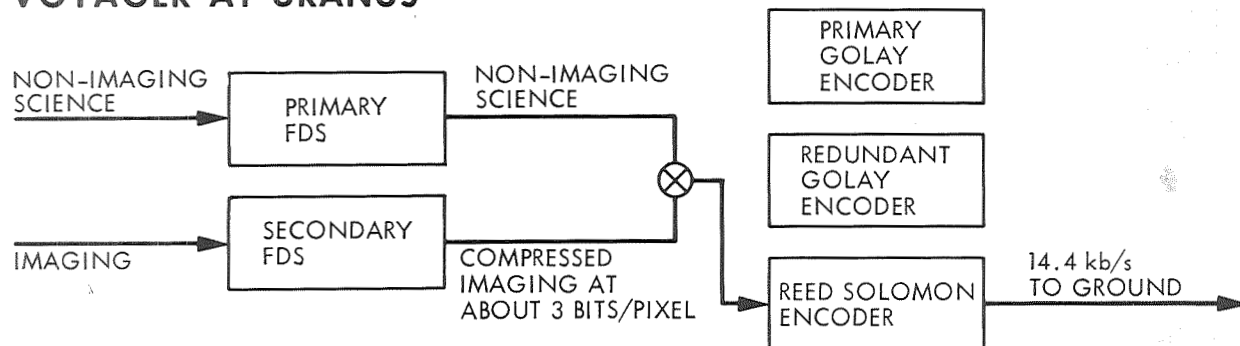 VOYAGER AT URANUS
NON-IMAGING
SCIENCE
PRIMARY
FDS
NON-IMAGING
SCIENCE
PRIMARY
GOLAY
ENCODER
REDUNDANT
GOLAY
ENCODER
IMAGING
SECONDARY
FDS
COMPRESSED
IMAGING AT
ABOUT 3 BITS/PIXEL
REED SOLOMON
ENCODER
14.4 kb/s
TO GROUND